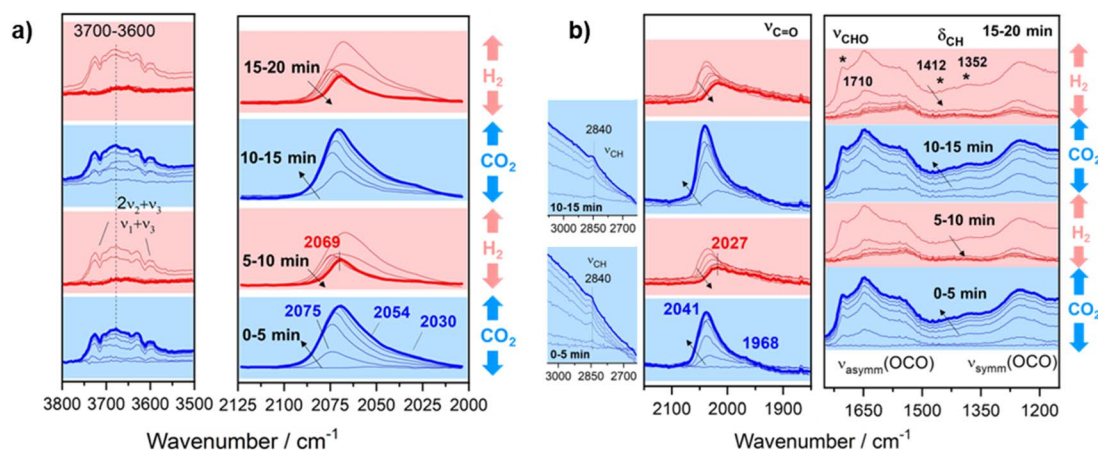 a)
3700-3600
15-20 min
H2
10-15 min
CO2
2ν2+ν3
ν1+ν3
5-10 min
2069
H2
2075
2054
2030
0-5 min
CO2
3800 3700 3600 3500
2125 2075 2050 2025 2000
Wavenumber / cm-1
b)
νC=O
νCHO
δCH
15-20 min
1710
1412
1352
* * *
H2
2840
νCH
10-15 min
3000 2850 2700
10-15 min
CO2
5-10 min
2027
H2
νCH
2840
0-5 min
3000 2850 2700
2041
1968
0-5 min
CO2
νasymm(OCO)
νsymm(OCO)
2100 2000 1900
1650 1500 1350 1200
Wavenumber / cm-1